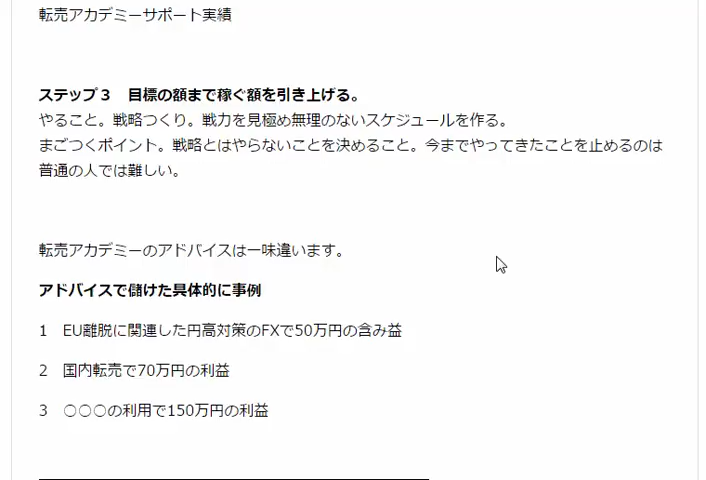 転売アカデミーサポート実績
ステップ３　目標の額まで稼ぐ額を引き上げる。
やること。戦略つくり。戦力を見極め無理のないスケジュールを作る。
まごつくポイント。戦略とはやらないことを決めること。今までやってきたことを止めるのは
普通の人では難しい。
転売アカデミーのアドバイスは一味違います。
アドバイスで儲けた具体的に事例
1　EU離脱に関連した円高対策のFXで50万円の含み益
2　国内転売で70万円の利益
3　○○○の利用で150万円の利益